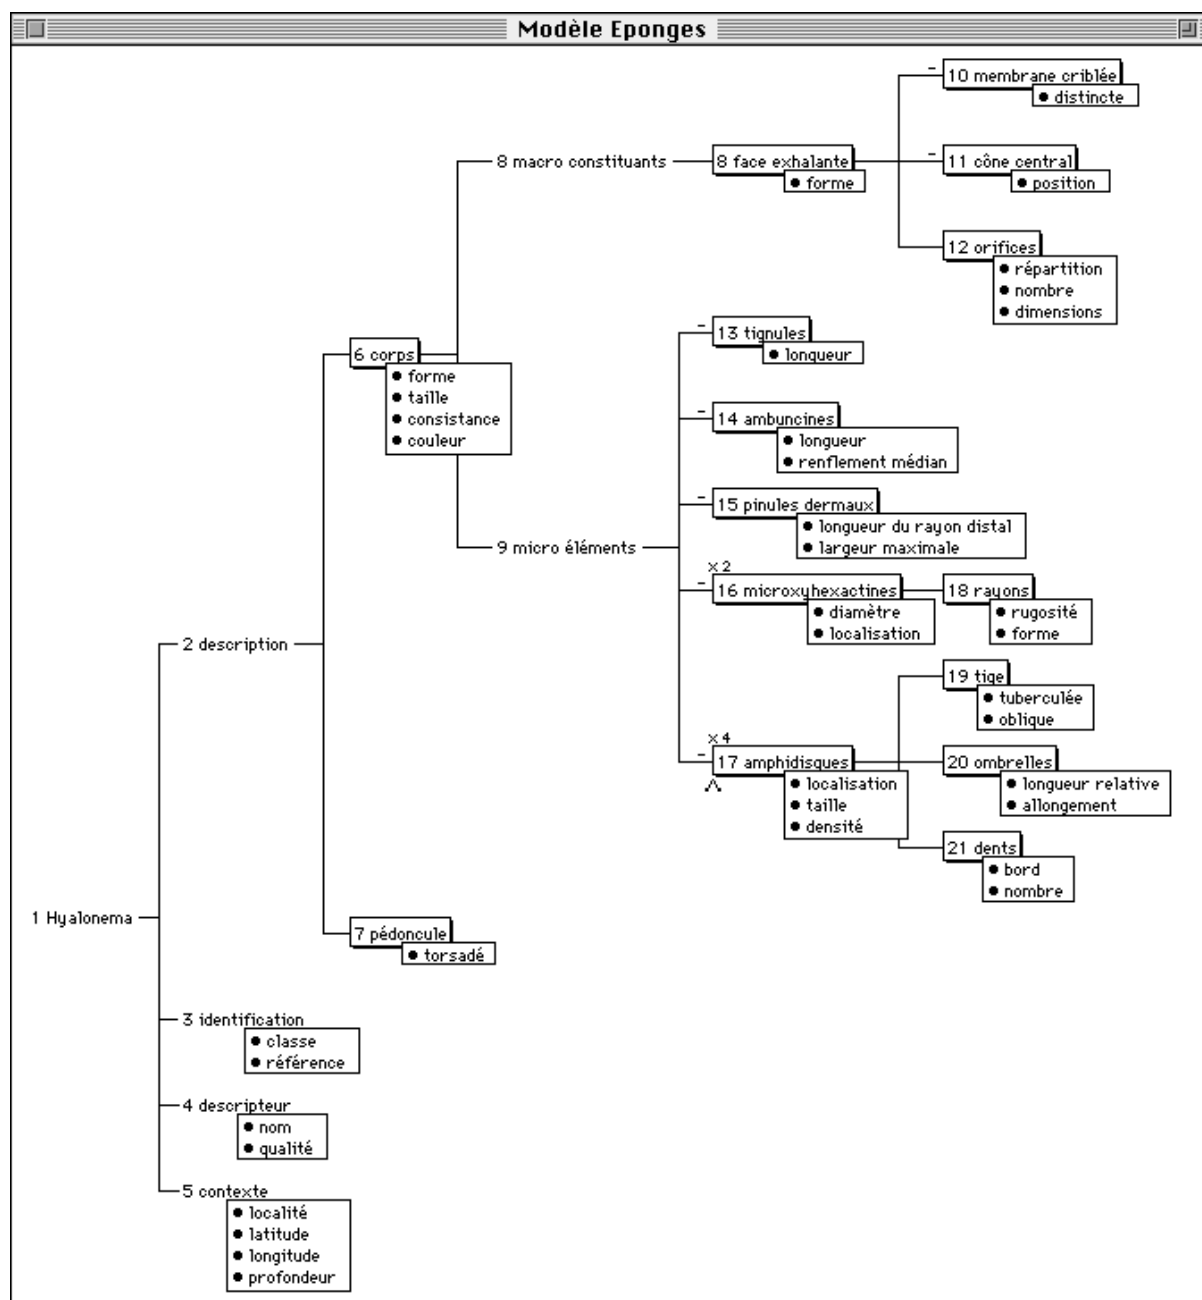 Modèle Eponges
10 membrane criblée
distincte
8 macro constituants
8 face exhalante
forme
11 cône central
position
12 orifices
répartition
nombre
dimensions
13 tignules
longueur
6 corps
forme
taille
consistance
couleur
14 ambuncines
longueur
renflement médian
15 pinules dermaux
longueur du rayon distal
largeur maximale
9 micro éléments
x 2
16 microxyhexactines
diamètre
localisation
18 rayons
rugosité
forme
2 description
19 tige
tuberculée
oblique
x 4
17 amphidisques
localisation
taille
densité
20 ombrelles
longueur relative
allongement
21 dents
bord
nombre
1 Hyalonema
7 pédoncule
torsadé
3 identification
classe
référence
4 descripteur
nom
qualité
5 contexte
localité
latitude
longitude
profondeur